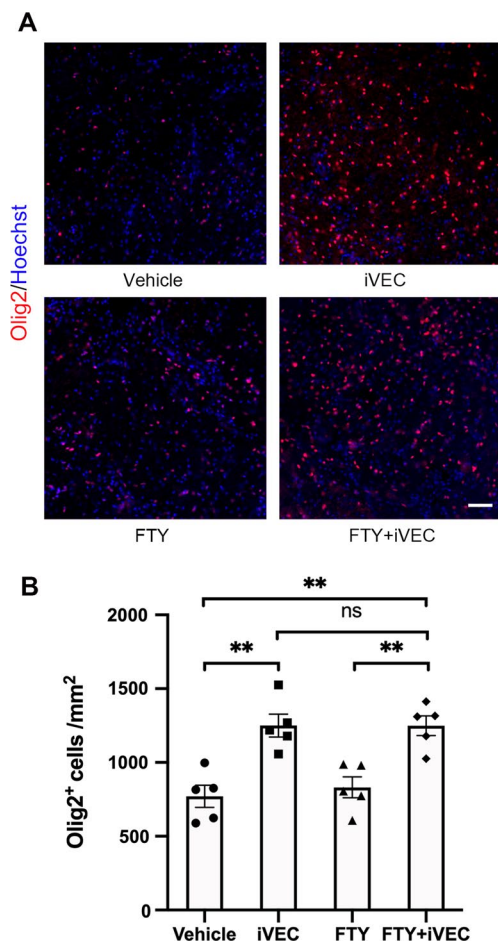 A
Olig2/Hoechst
Vehicle
iVEC
FTY
FTY+iVEC
B
**
ns
**
**
Olig2⁺ cells /mm²
2000
1500
1000
500
0
Vehicle
iVEC
FTY
FTY+iVEC